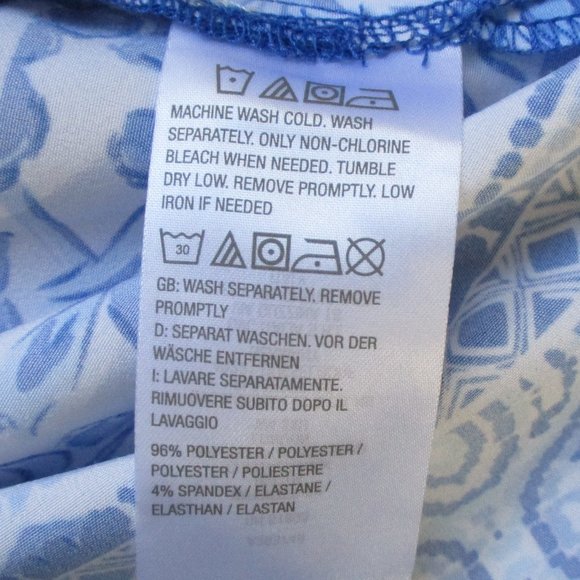 MACHINE WASH COLD. WASH
SEPARATELY. ONLY NON-CHLORINE
BLEACH WHEN NEEDED. TUMBLE
DRY LOW. REMOVE PROMPTLY. LOW
IRON IF NEEDED
30
GB: WASH SEPARATELY. REMOVE
PROMPTLY
D: SEPARAT WASCHEN. VOR DER
WÄSCHE ENTFERNEN
I: LAVARE SEPARATAMENTE.
RIMUOVERE SUBITO DOPO IL
LAVAGGIO
96% POLYESTER / POLYESTER /
POLYESTER / POLIESTERE
4% SPANDEX / ELASTANE /
ELASTHAN / ELASTAN